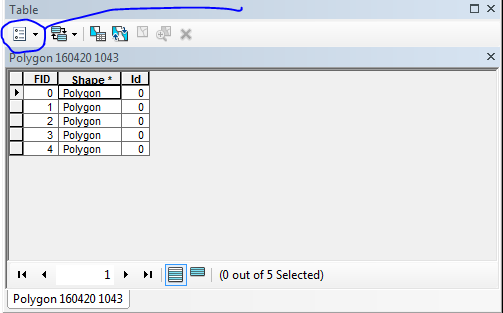 Table
Polygon 160420 1043
FID Shape * Id
0 Polygon 0
1 Polygon 0
2 Polygon 0
3 Polygon 0
4 Polygon 0
1 (0 out of 5 Selected)
Polygon 160420 1043